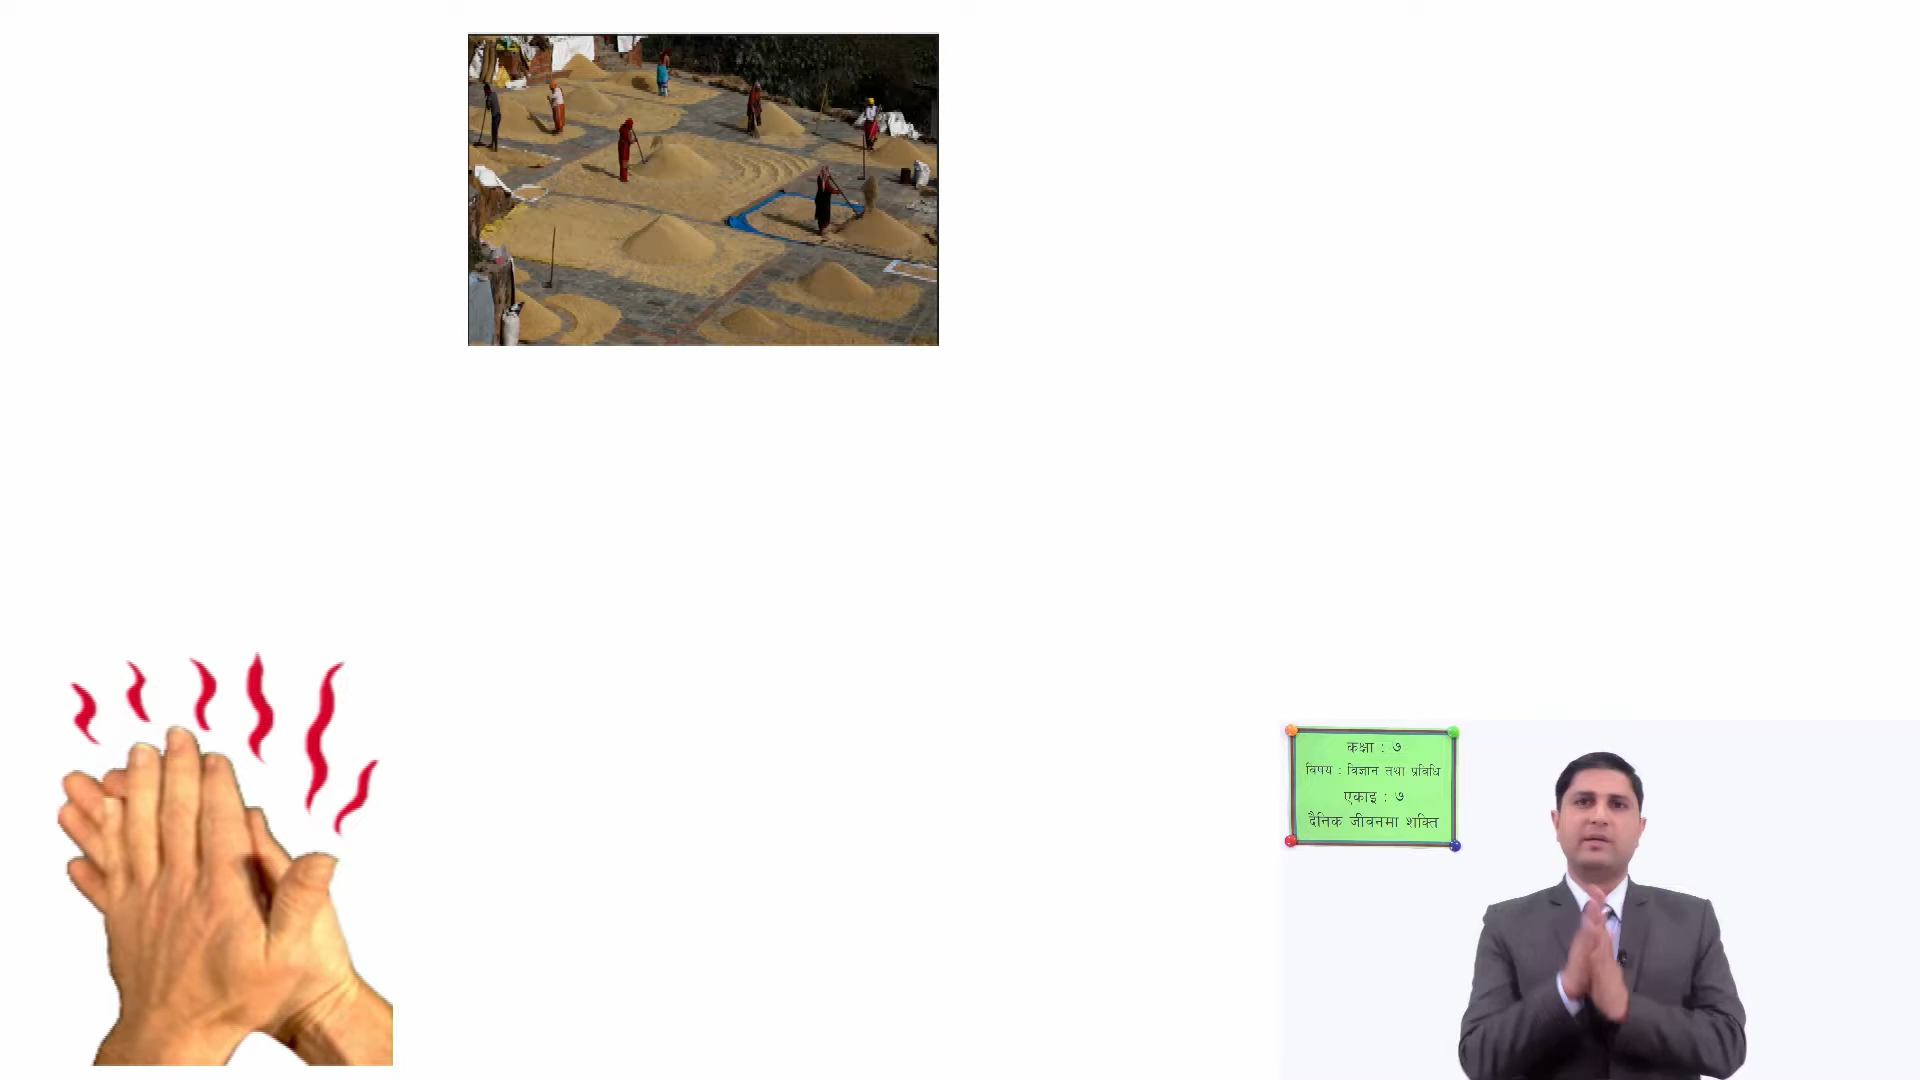 कक्षा : ७
विषय : विज्ञान तथा प्रविधि
एकाइ : ७
दैनिक जीवनमा शक्ति